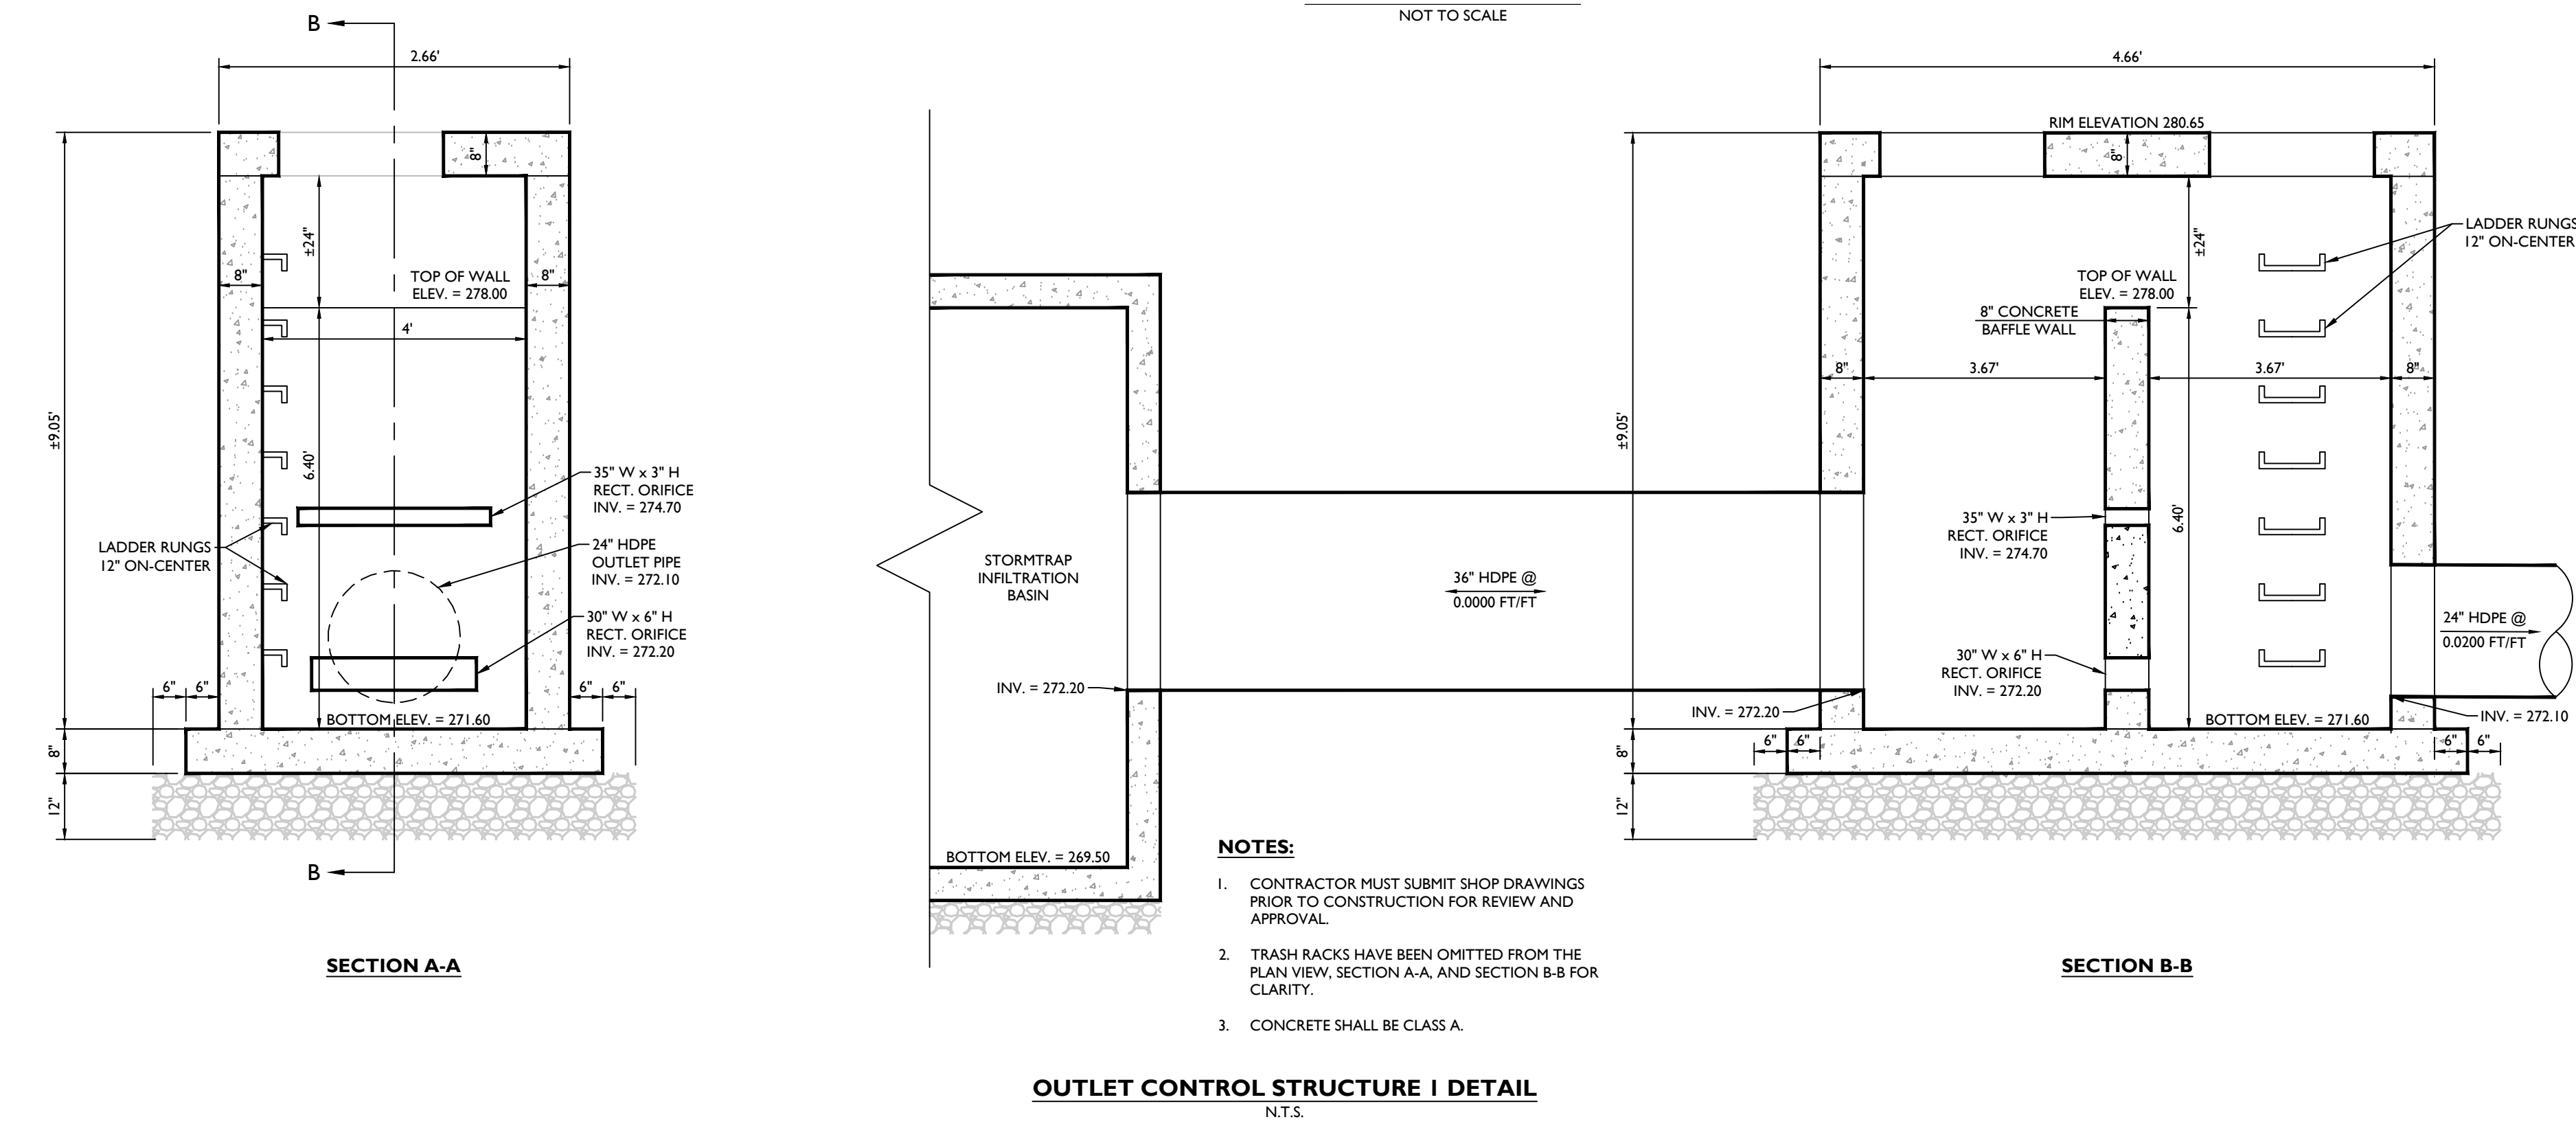 NOT TO SCALE
B
2.66'
8"
±24"
8"
8"
TOP OF WALL
ELEV. = 278.00
4'
±9.05'
6.40'
35" W x 3" H
RECT. ORIFICE
INV. = 274.70
24" HDPE
OUTLET PIPE
INV. = 272.10
LADDER RUNGS
12" ON-CENTER
30" W x 6" H
RECT. ORIFICE
INV. = 272.20
6" 6"
6" 6"
BOTTOM ELEV. = 271.60
8"
12"
B
SECTION A-A
STORMTRAP
INFILTRATION
BASIN
INV. = 272.20
BOTTOM ELEV. = 269.50
36" HDPE @
0.0000 FT/FT
4.66'
RIM ELEVATION 280.65
8"
±24"
LADDER RUNGS
12" ON-CENTER
TOP OF WALL
ELEV. = 278.00
8" CONCRETE
BAFFLE WALL
8"
3.67'
3.67'
8"
±9.05'
6.40'
35" W x 3" H
RECT. ORIFICE
INV. = 274.70
30" W x 6" H
RECT. ORIFICE
INV. = 272.20
24" HDPE @
0.0200 FT/FT
INV. = 272.20
INV. = 272.10
BOTTOM ELEV. = 271.60
6" 6"
6" 6"
8"
12"
SECTION B-B
NOTES:
1. CONTRACTOR MUST SUBMIT SHOP DRAWINGS
PRIOR TO CONSTRUCTION FOR REVIEW AND
APPROVAL.
2. TRASH RACKS HAVE BEEN OMITTED FROM THE
PLAN VIEW, SECTION A-A, AND SECTION B-B FOR
CLARITY.
3. CONCRETE SHALL BE CLASS A.
OUTLET CONTROL STRUCTURE 1 DETAIL
N.T.S.